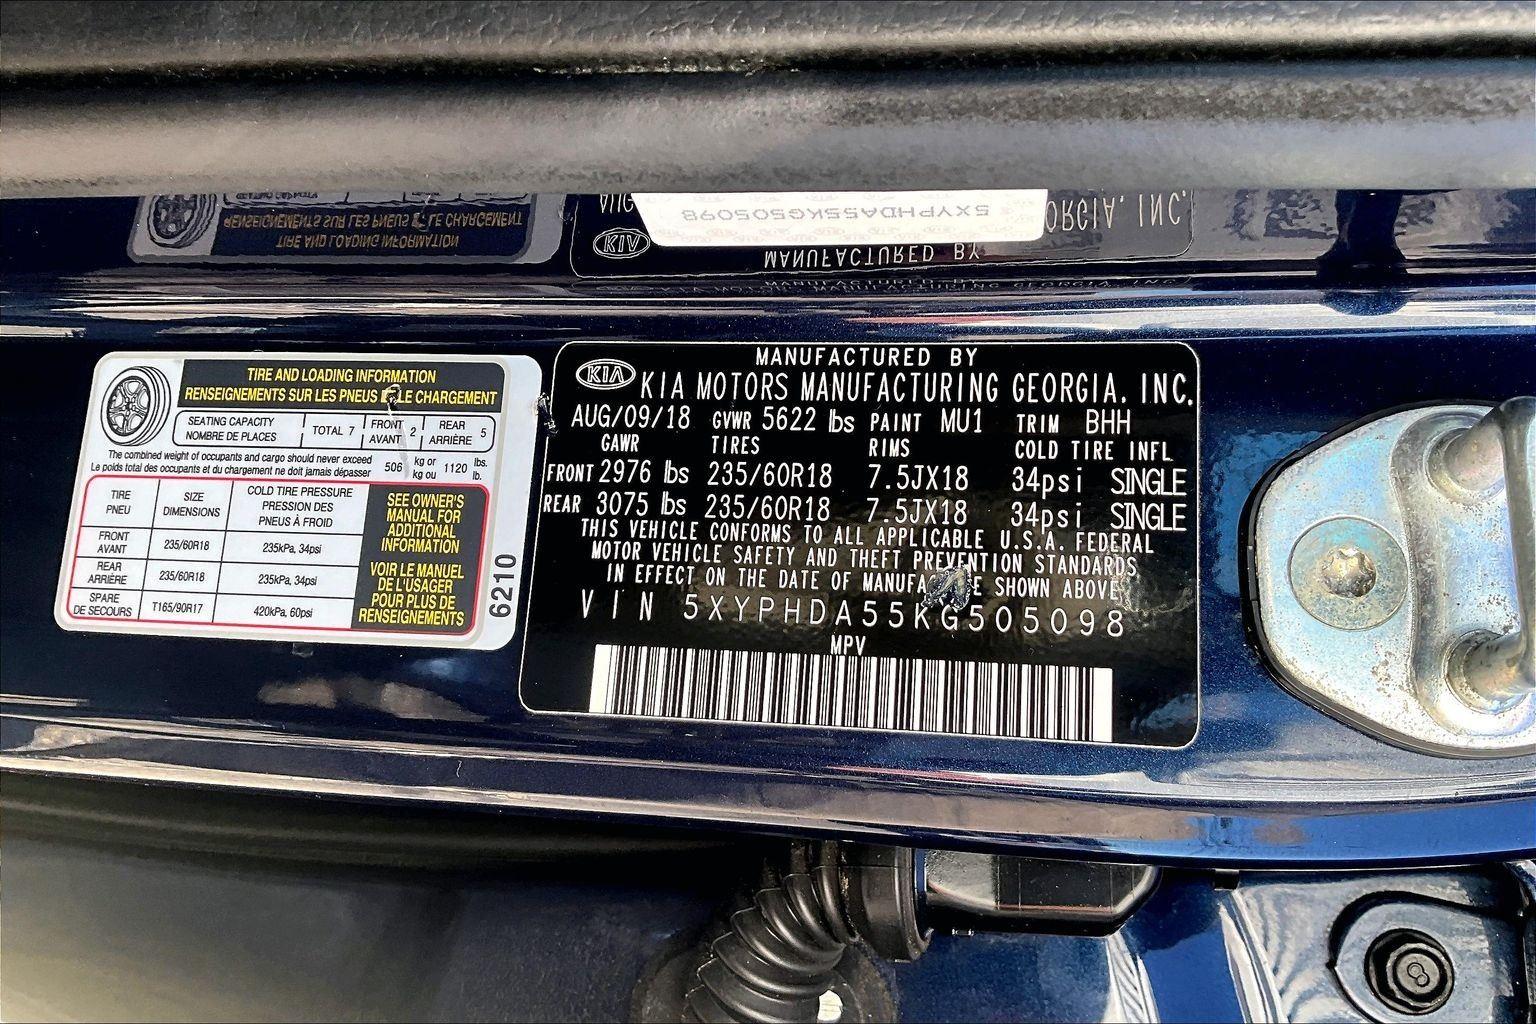 5XYPHDA55KG505098
TIRE AND LOADING INFORMATION
RENSEIGNEMENTS SUR LES PNEUS LE CHARGEMENT
SEATING CAPACITY
NOMBRE DE PLACES
TOTAL 7
FRONT
AVANT 2
REAR
ARRIÈRE 5
The combined weight of occupants and cargo should never exceed
Le poids total des occupants et du chargement ne doit jamais dépasser
506 kg or 1120 lbs.
kg ou lb.
TIRE SIZE COLD TIRE PRESSURE
PNEU DIMENSIONS PRESSION DES
PNEUS À FROID
FRONT
AVANT 235/60R18 235kPa, 34psi
REAR
ARRIÈRE 235/60R18 235kPa, 34psi
SPARE
DE SECOURS T165/90R17 420kPa, 60psi
SEE OWNER'S
MANUAL FOR
ADDITIONAL
INFORMATION
VOIR LE MANUEL
DE L'USAGER
POUR PLUS DE
RENSEIGNEMENTS
6210
MANUFACTURED BY
KIA KIA MOTORS MANUFACTURING GEORGIA. INC.
AUG/09/18 GVWR 5622 lbs PAINT MU1 TRIM BHH
GAWR TIRES RIMS COLD TIRE INFL
FRONT 2976 lbs 235/60R18 7.5JX18 34psi SINGLE
REAR 3075 lbs 235/60R18 7.5JX18 34psi SINGLE
THIS VEHICLE CONFORMS TO ALL APPLICABLE U.S.A. FEDERAL
MOTOR VEHICLE SAFETY AND THEFT PREVENTION STANDARDS
IN EFFECT ON THE DATE OF SHOWN ABOVE
VIN 5XYPHDA55KG505098
MPV
8